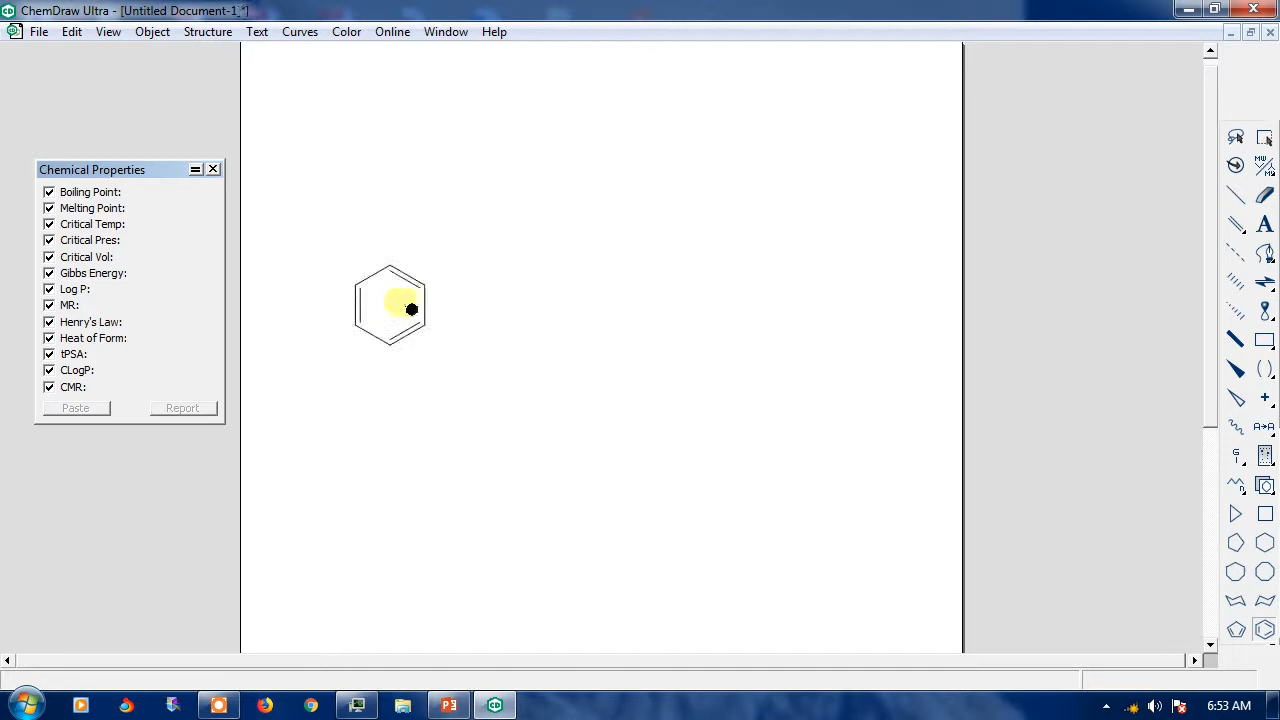 ChemDraw Ultra - [Untitled Document-1 *]
File Edit View Object Structure Text Curves Color Online Window Help
Chemical Properties
Boiling Point:
Melting Point:
Critical Temp:
Critical Pres:
Critical Vol:
Gibbs Energy:
Log P:
MR:
Henry's Law:
Heat of Form:
tPSA:
CLogP:
CMR:
Paste Report
6:53 AM